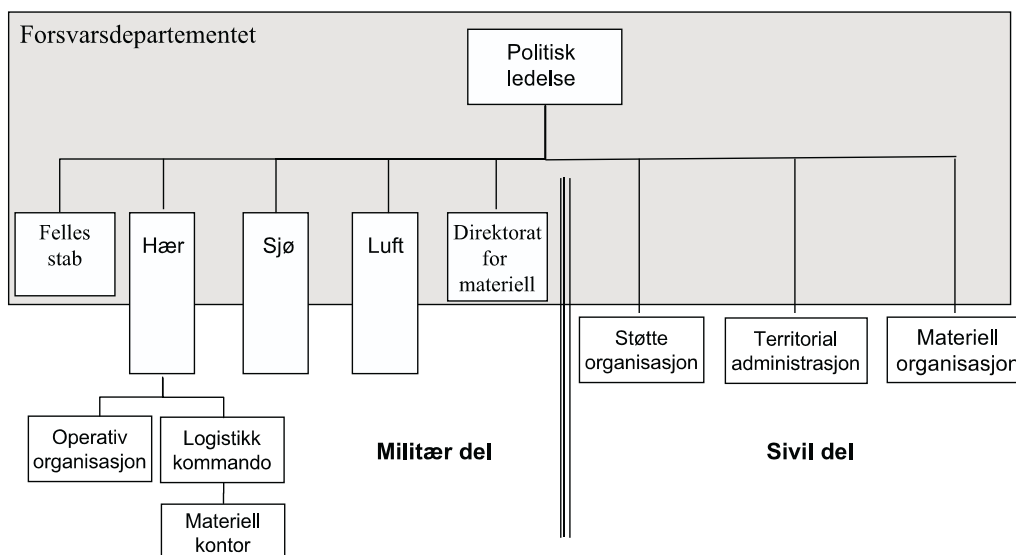 Forsvarsdepartementet
Politisk
ledelse
Felles
stab
Hær
Sjø
Luft
Direktorat
for
materiell
Støtte
organisasjon
Territorial
administrasjon
Materiell
organisasjon
Operativ
organisasjon
Logistikk
kommando
Militær del
Sivil del
Materiell
kontor